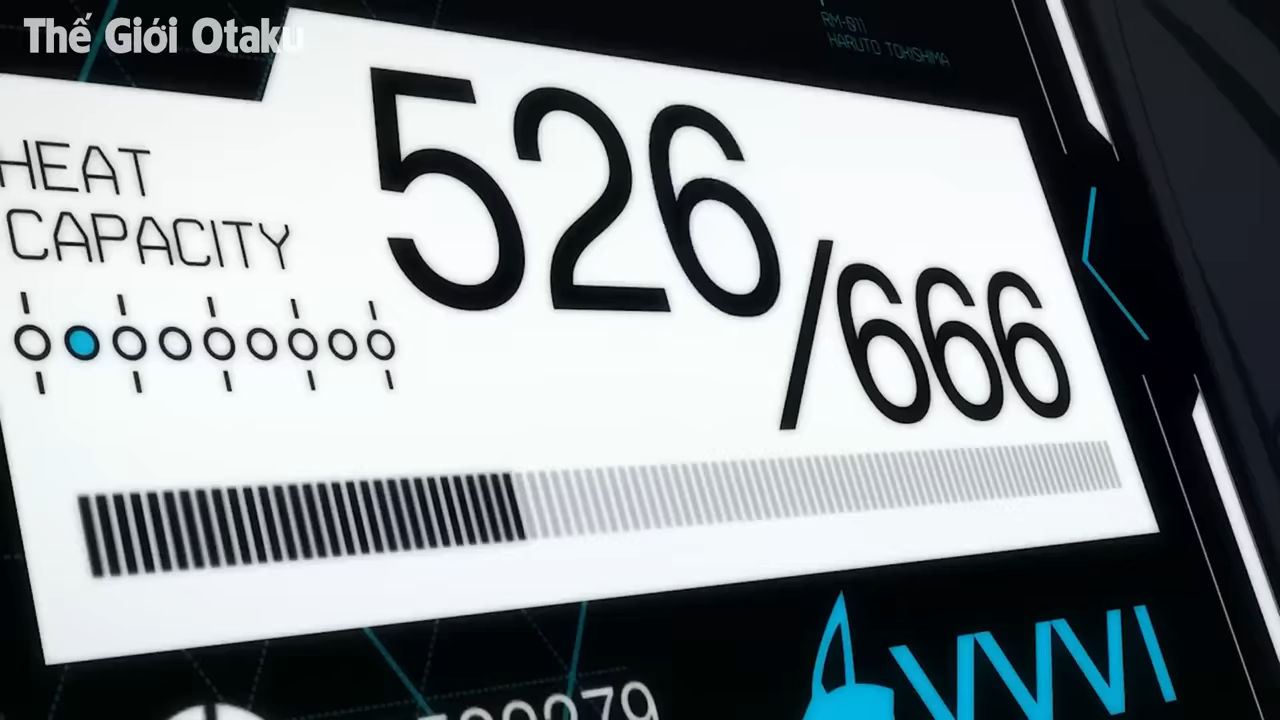 Thế Giới Otaku
RM-011
HARUTO TOKISHIMA
HEAT
CAPACITY
526
/666
VVVI